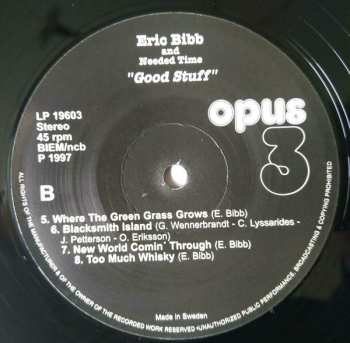 Eric Bibb
and
Needed Time
"Good Stuff"
LP 19603
Stereo
45 rpm
BIEM/ncb
P 1997
opus
3
B
5. Where The Green Grass Grows (E. Bibb)
6. Blacksmith Island (G. Wennerbrandt - C. Lyssarides -
J. Petterson - O. Eriksson)
7. New World Comin´ Through (E. Bibb)
8. Too Much Whisky (E. Bibb)
Made in Sweden
ALL RIGHTS OF THE MANUFACTURER & OF THE OWNER OF THE RECORDED WORK RESERVED •UNAUTHORIZED PUBLIC PERFORMANCE, BROADCASTING & COPYING PROHIBITED